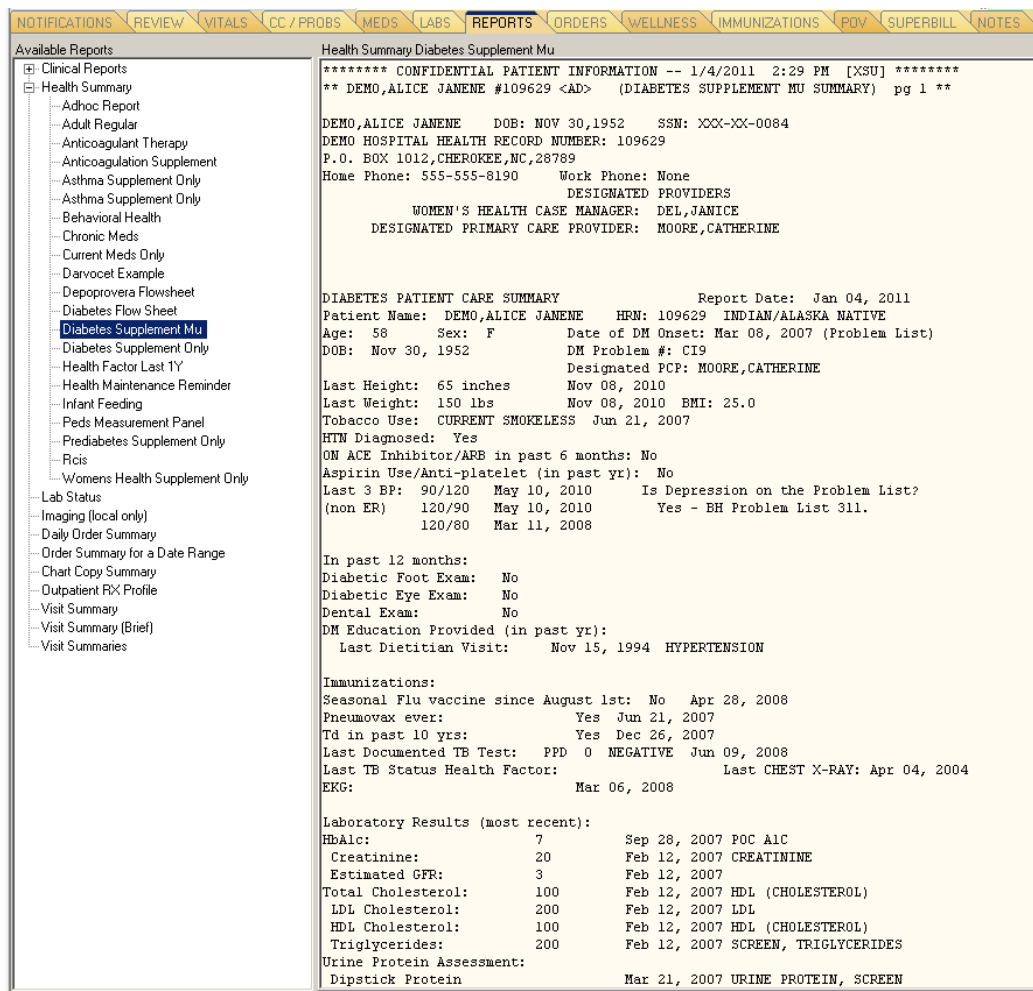 NOTIFICATIONS REVIEW VITALS CC / PROBS MEDS LABS REPORTS ORDERS WELLNESS IMMUNIZATIONS POV SUPERBILL NOTES
Available Reports
Clinical Reports
Health Summary
Adhoc Report
Adult Regular
Anticoagulant Therapy
Anticoagulation Supplement
Asthma Supplement Only
Asthma Supplement Only
Behavioral Health
Chronic Meds
Current Meds Only
Darvocet Example
Depoprovera Flowsheet
Diabetes Flow Sheet
Diabetes Supplement Mu
Diabetes Supplement Only
Health Factor Last 1Y
Health Maintenance Reminder
Infant Feeding
Peds Measurement Panel
Prediabetes Supplement Only
Rcis
Womens Health Supplement Only
Lab Status
Imaging (local only)
Daily Order Summary
Order Summary for a Date Range
Chart Copy Summary
Outpatient RX Profile
Visit Summary
Visit Summary (Brief)
Visit Summaries
Health Summary Diabetes Supplement Mu
******** CONFIDENTIAL PATIENT INFORMATION -- 1/4/2011 2:29 PM [XSU] ********
** DEMO,ALICE JANENE #109629 <AD> (DIABETES SUPPLEMENT MU SUMMARY) pg 1 **
DEMO,ALICE JANENE DOB: NOV 30,1952 SSN: XXX-XX-0084
DEMO HOSPITAL HEALTH RECORD NUMBER: 109629
P.O. BOX 1012,CHEROKEE,NC,28789
Home Phone: 555-555-8190 Work Phone: None
DESIGNATED PROVIDERS
WOMEN'S HEALTH CASE MANAGER: DEL,JANICE
DESIGNATED PRIMARY CARE PROVIDER: MOORE,CATHERINE
DIABETES PATIENT CARE SUMMARY Report Date: Jan 04, 2011
Patient Name: DEMO,ALICE JANENE HRN: 109629 INDIAN/ALASKA NATIVE
Age: 58 Sex: F Date of DM Onset: Mar 08, 2007 (Problem List)
DOB: Nov 30, 1952 DM Problem #: CI9
Designated PCP: MOORE,CATHERINE
Last Height: 65 inches Nov 08, 2010
Last Weight: 150 lbs Nov 08, 2010 BMI: 25.0
Tobacco Use: CURRENT SMOKELESS Jun 21, 2007
HTN Diagnosed: Yes
ON ACE Inhibitor/ARB in past 6 months: No
Aspirin Use/Anti-platelet (in past yr): No
Last 3 BP: 90/120 May 10, 2010 Is Depression on the Problem List?
(non ER) 120/90 May 10, 2010 Yes - BH Problem List 311.
120/80 Mar 11, 2008
In past 12 months:
Diabetic Foot Exam: No
Diabetic Eye Exam: No
Dental Exam: No
DM Education Provided (in past yr):
Last Dietitian Visit: Nov 15, 1994 HYPERTENSION
Immunizations:
Seasonal Flu vaccine since August 1st: No Apr 28, 2008
Pneumovax ever: Yes Jun 21, 2007
Td in past 10 yrs: Yes Dec 26, 2007
Last Documented TB Test: PPD 0 NEGATIVE Jun 09, 2008
Last TB Status Health Factor: Last CHEST X-RAY: Apr 04, 2004
EKG: Mar 06, 2008
Laboratory Results (most recent):
HbA1c: 7 Sep 28, 2007 POC A1C
Creatinine: 20 Feb 12, 2007 CREATININE
Estimated GFR: 3 Feb 12, 2007
Total Cholesterol: 100 Feb 12, 2007 HDL (CHOLESTEROL)
LDL Cholesterol: 200 Feb 12, 2007 LDL
HDL Cholesterol: 100 Feb 12, 2007 HDL (CHOLESTEROL)
Triglycerides: 200 Feb 12, 2007 SCREEN, TRIGLYCERIDES
Urine Protein Assessment:
Dipstick Protein Mar 21, 2007 URINE PROTEIN, SCREEN